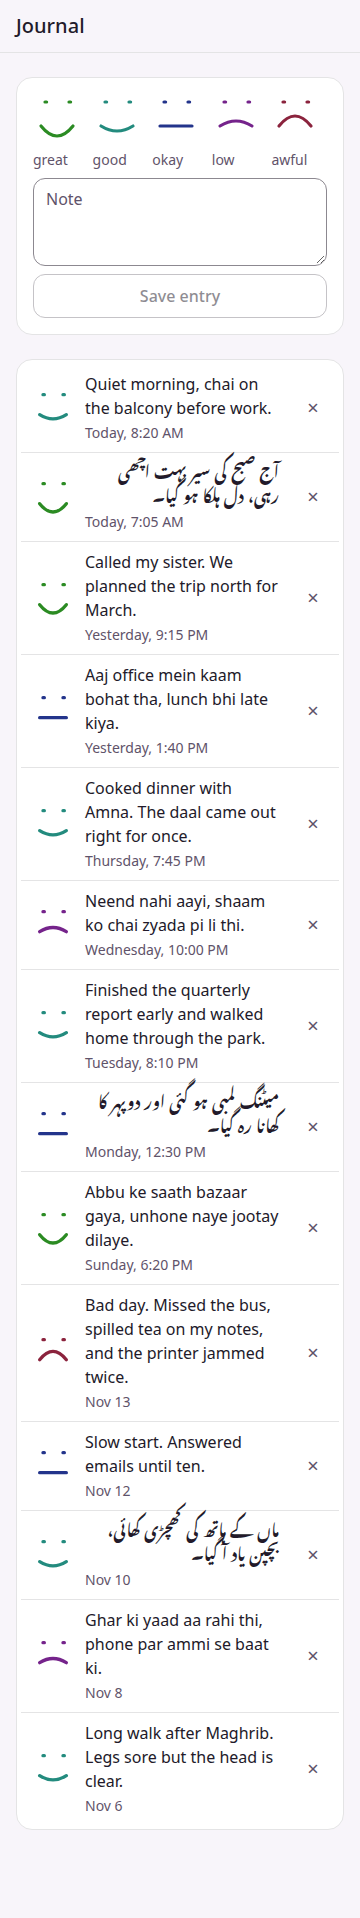 Journal
great good okay low awful
Note
Save entry
Quiet morning, chai on
the balcony before work.
×
Today, 8:20 AM
آج صبح کی سیر بہت اچھی
رہی، دل ہلکا ہو گیا۔
×
Today, 7:05 AM
Called my sister. We
planned the trip north for
March.
×
Yesterday, 9:15 PM
Aaj office mein kaam
bohat tha, lunch bhi late
kiya.
×
Yesterday, 1:40 PM
Cooked dinner with
Amna. The daal came out
right for once.
×
Thursday, 7:45 PM
Neend nahi aayi, shaam
ko chai zyada pi li thi.
×
Wednesday, 10:00 PM
Finished the quarterly
report early and walked
home through the park.
×
Tuesday, 8:10 PM
میٹنگ لمبی ہو گئی اور دوپہر کا
کھانا رہ گیا۔
×
Monday, 12:30 PM
Abbu ke saath bazaar
gaya, unhone naye jootay
dilaye.
×
Sunday, 6:20 PM
Bad day. Missed the bus,
spilled tea on my notes,
and the printer jammed
twice.
×
Nov 13
Slow start. Answered
emails until ten.
×
Nov 12
ماں کے ہاتھ کی کھچڑی کھائی،
بچپن یاد آ گیا۔
×
Nov 10
Ghar ki yaad aa rahi thi,
phone par ammi se baat
ki.
×
Nov 8
Long walk after Maghrib.
Legs sore but the head is
clear.
×
Nov 6